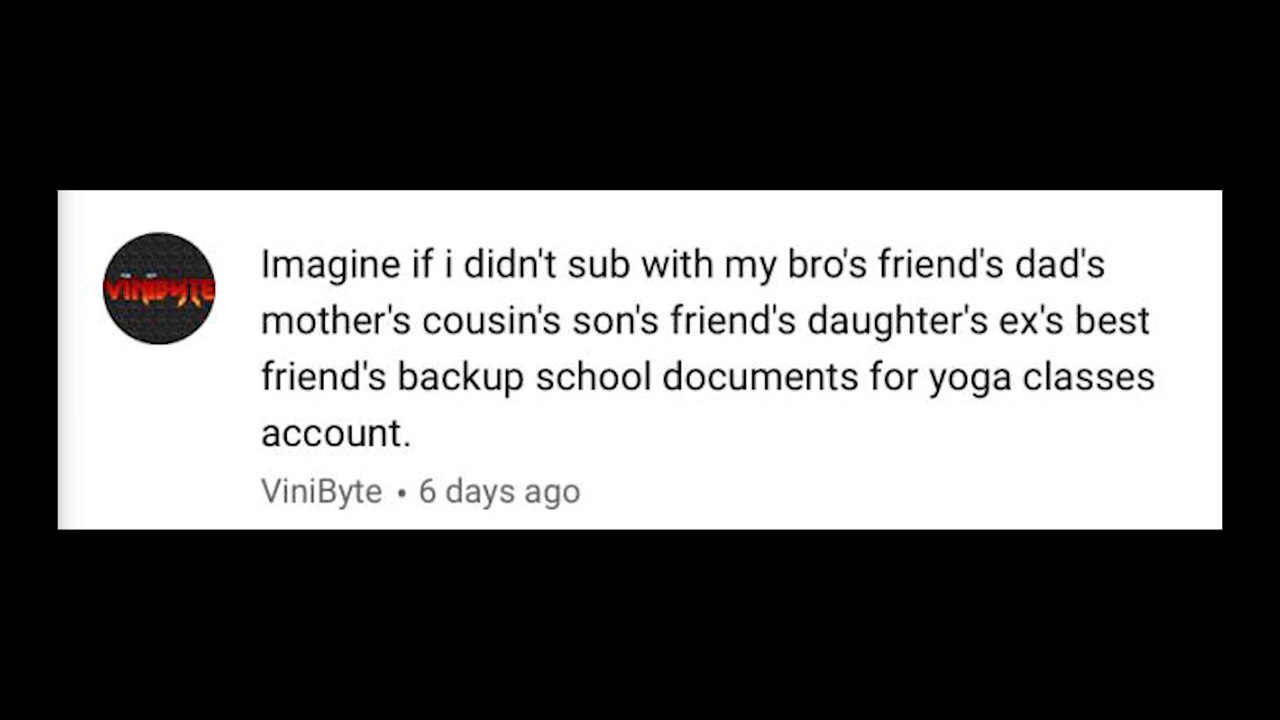 VINIBYTE
Imagine if i didn't sub with my bro's friend's dad's
mother's cousin's son's friend's daughter's ex's best
friend's backup school documents for yoga classes
account.
ViniByte • 6 days ago